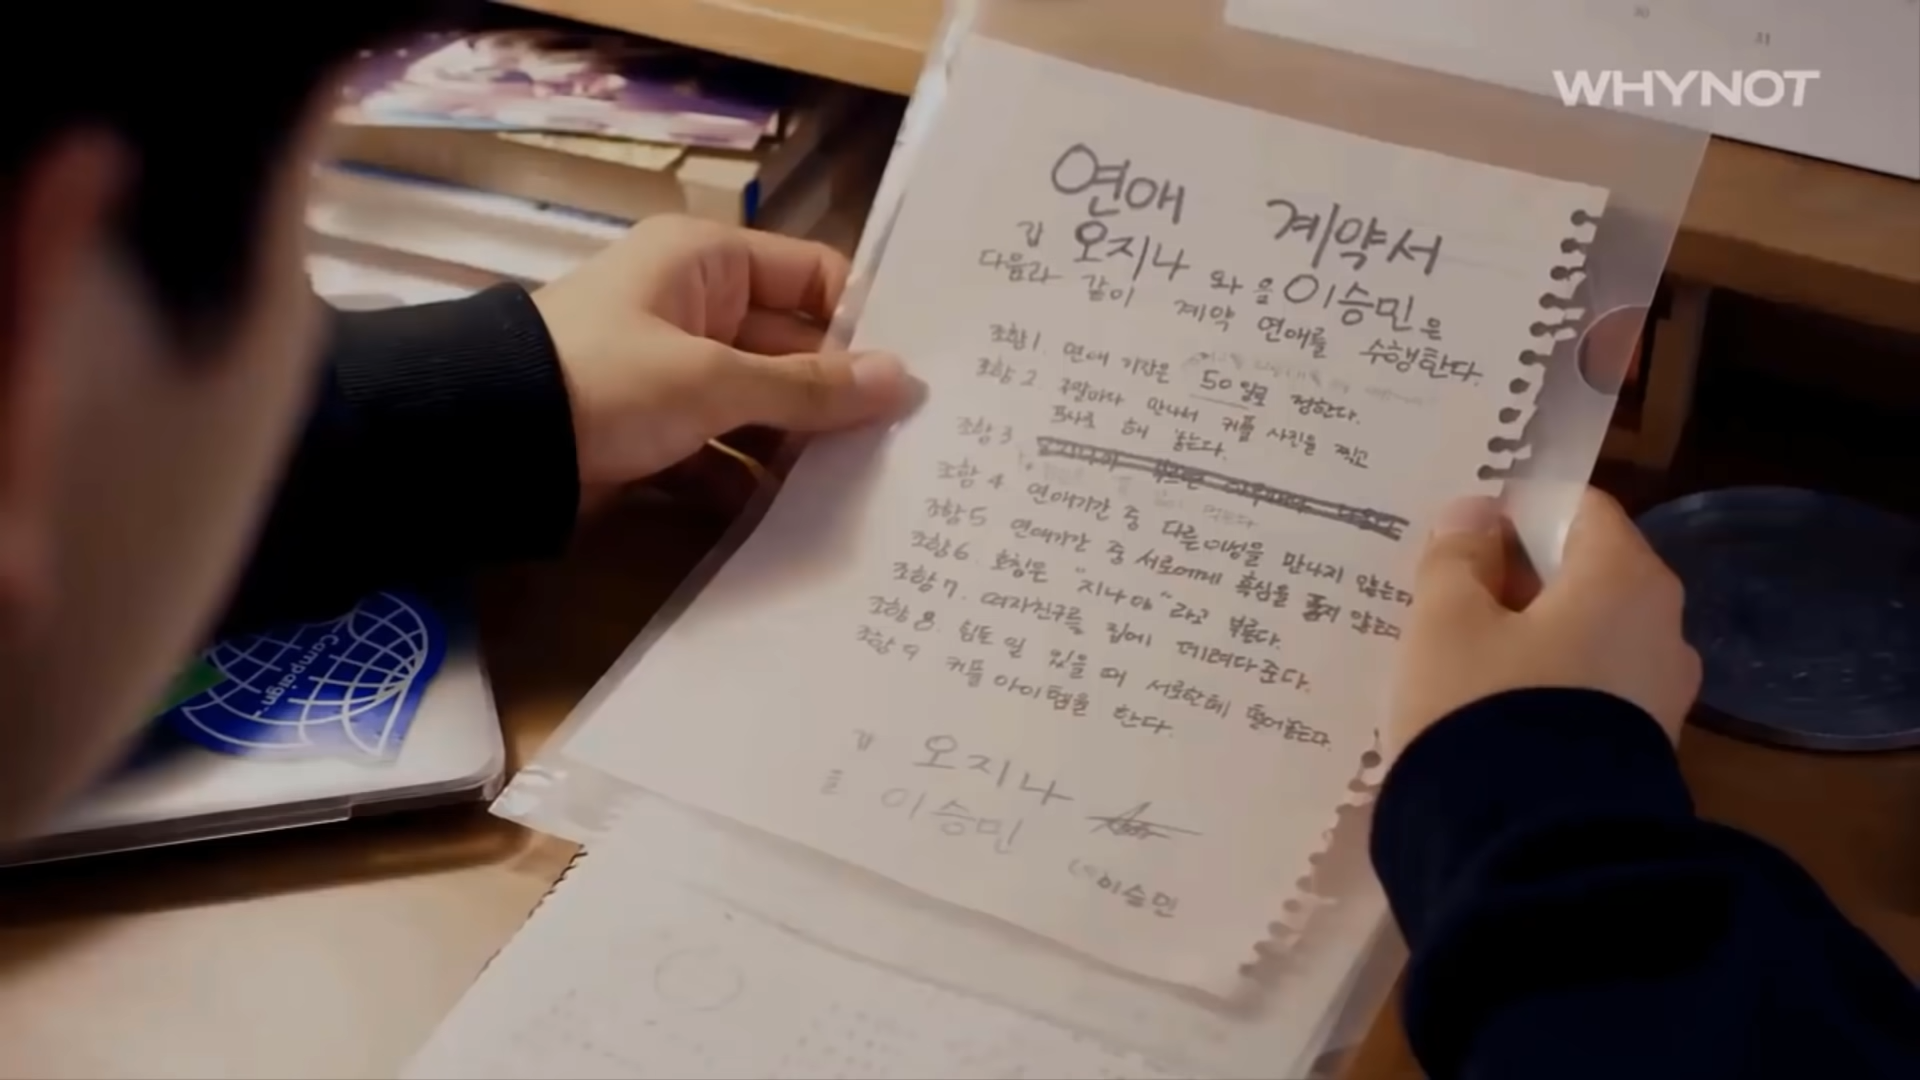 WHYNOT
연애 계약서
갑 오지나 와 을 이승민은
다음과 같이 계약 연애를 수행한다.
조항1. 연애 기간은 50일로 정한다.
조항 2. 주말마다 만나서 커플 사진을 찍고
프사로 해 놓는다.
조항 3
조항 4 연애기간 중 다른이성을 만나지 않는다
조항5 연애기간 중 서로에게 흑심을 품지 않는다
조항6. 호칭은 "지나야"라고 부른다.
조항7. 여자친구를 집에 데려다준다.
조항 8. 힘든 일 있을 때 서로한테 털어놓는다.
조항 9 커플 아이템을 한다.
갑 오지나
을 이승민
이승민
Campaign